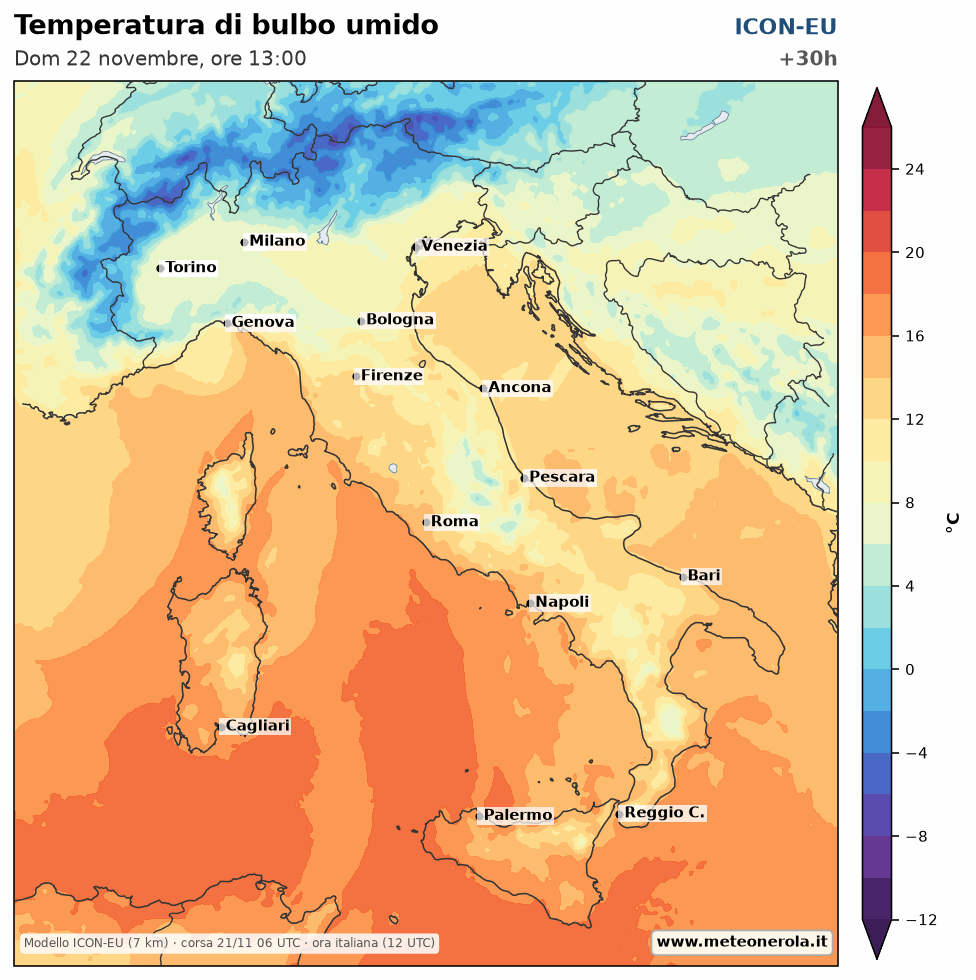 Temperatura di bulbo umido
ICON-EU
Dom 22 novembre, ore 13:00
+30h
24
20
16
12
8
4
0
−4
−8
−12
°C
Milano
Venezia
Torino
Genova
Bologna
Firenze
Ancona
Pescara
Roma
Bari
Napoli
Cagliari
Palermo
Reggio C.
Modello ICON-EU (7 km) · corsa 21/11 06 UTC · ora italiana (12 UTC)
www.meteonerola.it